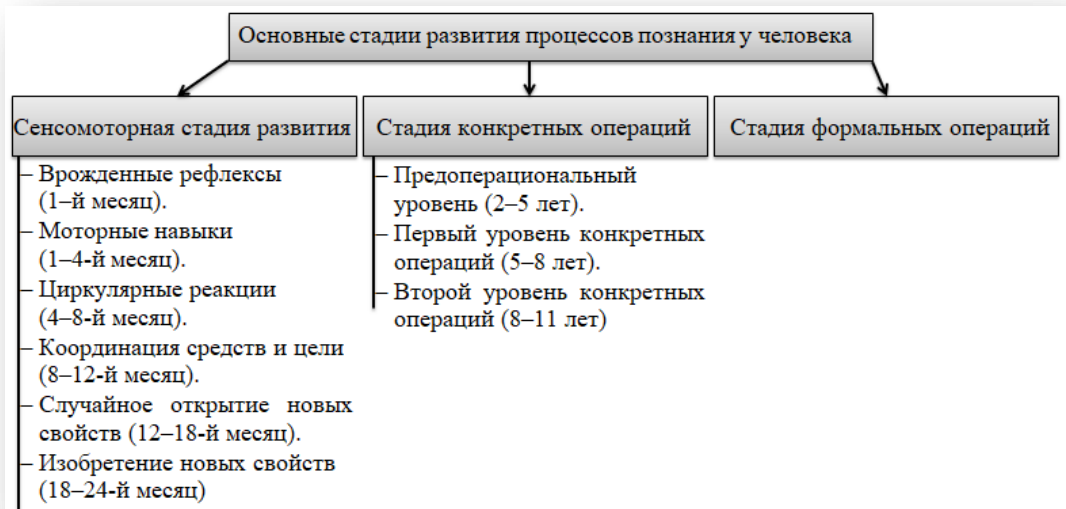 Основные стадии развития процессов познания у человека
Сенсомоторная стадия развития
– Врожденные рефлексы
(1–й месяц).
– Моторные навыки
(1–4-й месяц).
– Циркулярные реакции
(4–8-й месяц).
– Координация средств и цели
(8–12-й месяц).
– Случайное открытие новых
свойств (12–18-й месяц).
– Изобретение новых свойств
(18–24-й месяц)
Стадия конкретных операций
– Предоперациональный
уровень (2–5 лет).
– Первый уровень конкретных
операций (5–8 лет).
– Второй уровень конкретных
операций (8–11 лет)
Стадия формальных операций